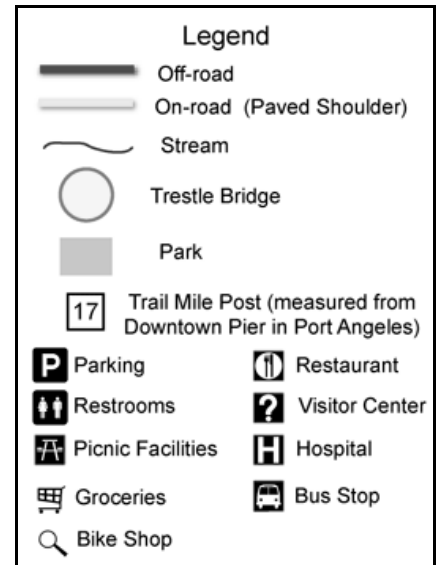 Legend
Off-road
On-road (Paved Shoulder)
Stream
Trestle Bridge
Park
17 Trail Mile Post (measured from
Downtown Pier in Port Angeles)
P Parking
Restaurant
Restrooms
? Visitor Center
Picnic Facilities
H Hospital
Groceries
Bus Stop
Bike Shop